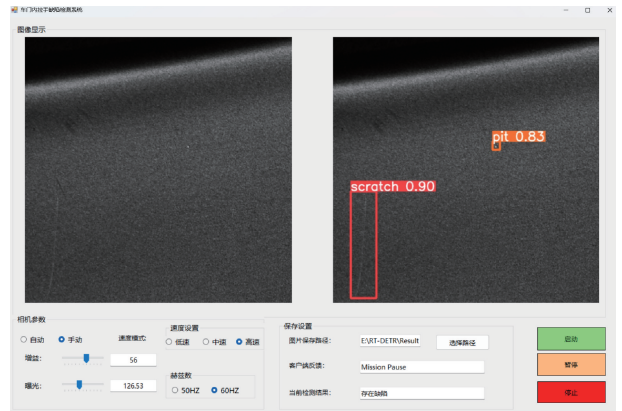 车门内拉手缺陷检测系统
图像显示
pit 0.83
scratch 0.90
相机参数
自动 手动 速度模式:
增益: 56
曝光: 126.53
速度设置
低速 中速 高速
赫兹数
50HZ 60HZ
保存设置
图片保存路径: E:\RT-DETR\Result 选择路径
客户端反馈: Mission Pause
当前检测结果: 存在缺陷
启动
暂停
停止